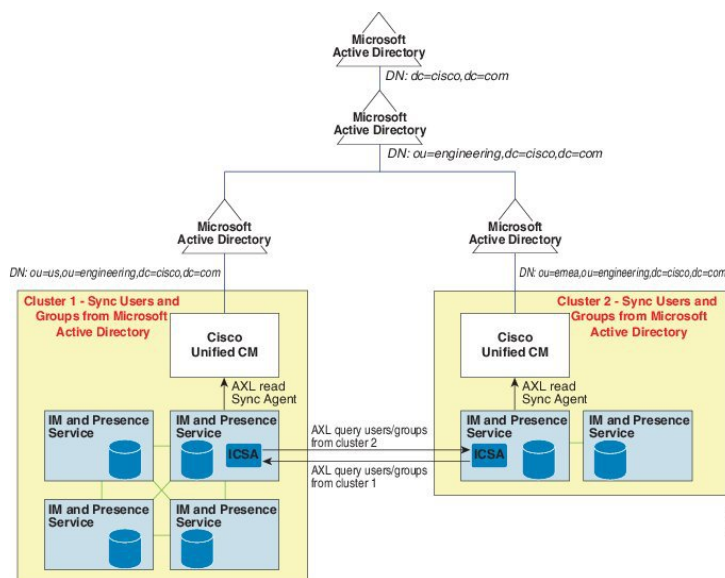 Microsoft
Active Directory
DN: dc=cisco,dc=com
Microsoft
Active Directory
DN: ou=engineering,dc=cisco,dc=com
Microsoft
Active Directory
DN: ou=us,ou=engineering,dc=cisco,dc=com
Microsoft
Active Directory
DN: ou=emea,ou=engineering,dc=cisco,dc=com
Cluster 1 - Sync Users and
Groups from Microsoft
Active Directory
Cisco
Unified CM
AXL read
Sync Agent
IM and Presence
Service
IM and Presence
Service
ICSA
IM and Presence
Service
IM and Presence
Service
AXL query users/groups
from cluster 2
AXL query users/groups
from cluster 1
Cluster 2 - Sync Users and
Groups from Microsoft
Active Directory
Cisco
Unified CM
AXL read
Sync Agent
IM and Presence
Service
ICSA
IM and Presence
Service